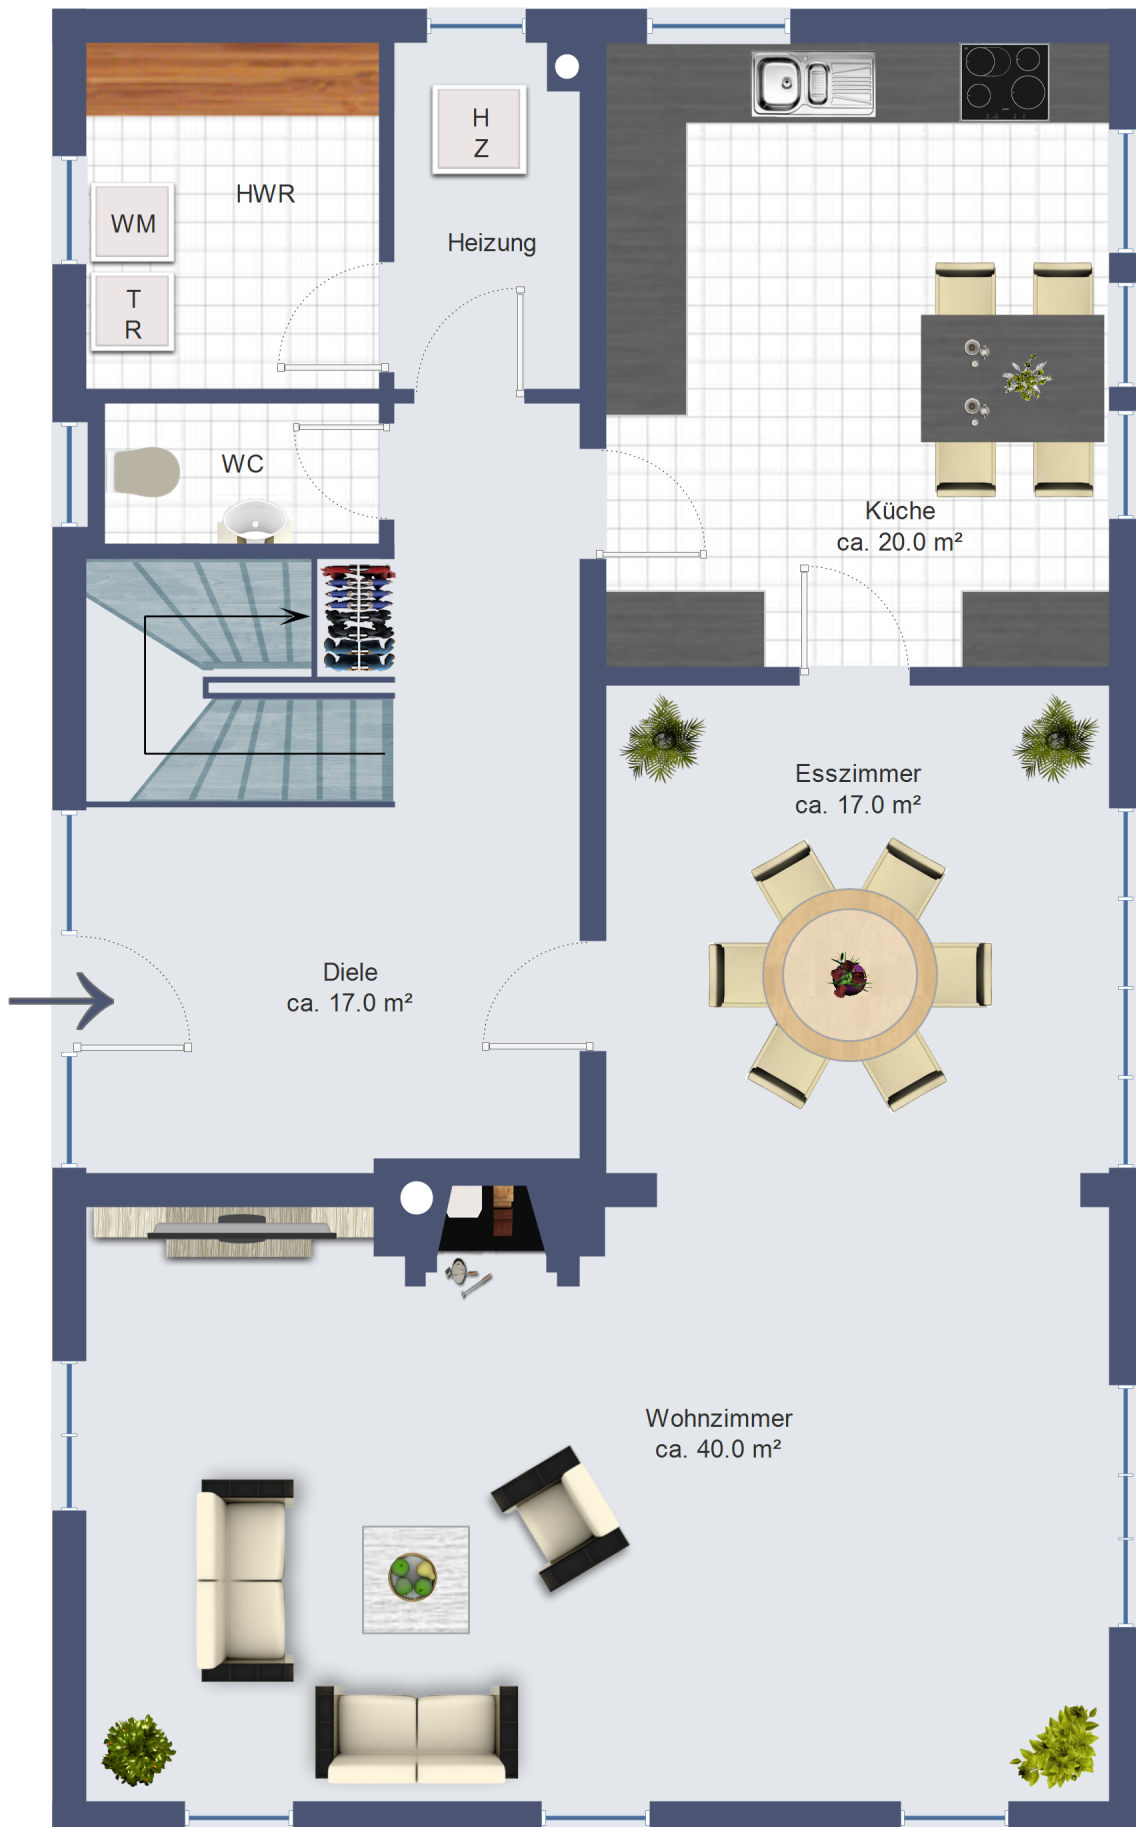 H
Z
HWR
WM
Heizung
T
R
WC
Küche
ca. 20.0 m²
Esszimmer
ca. 17.0 m²
Diele
ca. 17.0 m²
Wohnzimmer
ca. 40.0 m²